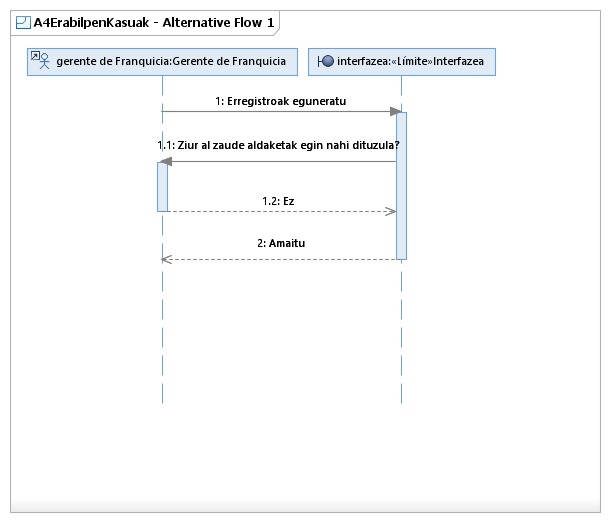 A4ErabilpenKasuak - Alternative Flow 1
gerente de Franquicia:Gerente de Franquicia
interfazea:«Límite»Interfazea
1: Erregistroak eguneratu
1.1: Ziur al zaude aldaketak egin nahi dituzula?
1.2: Ez
2: Amaitu